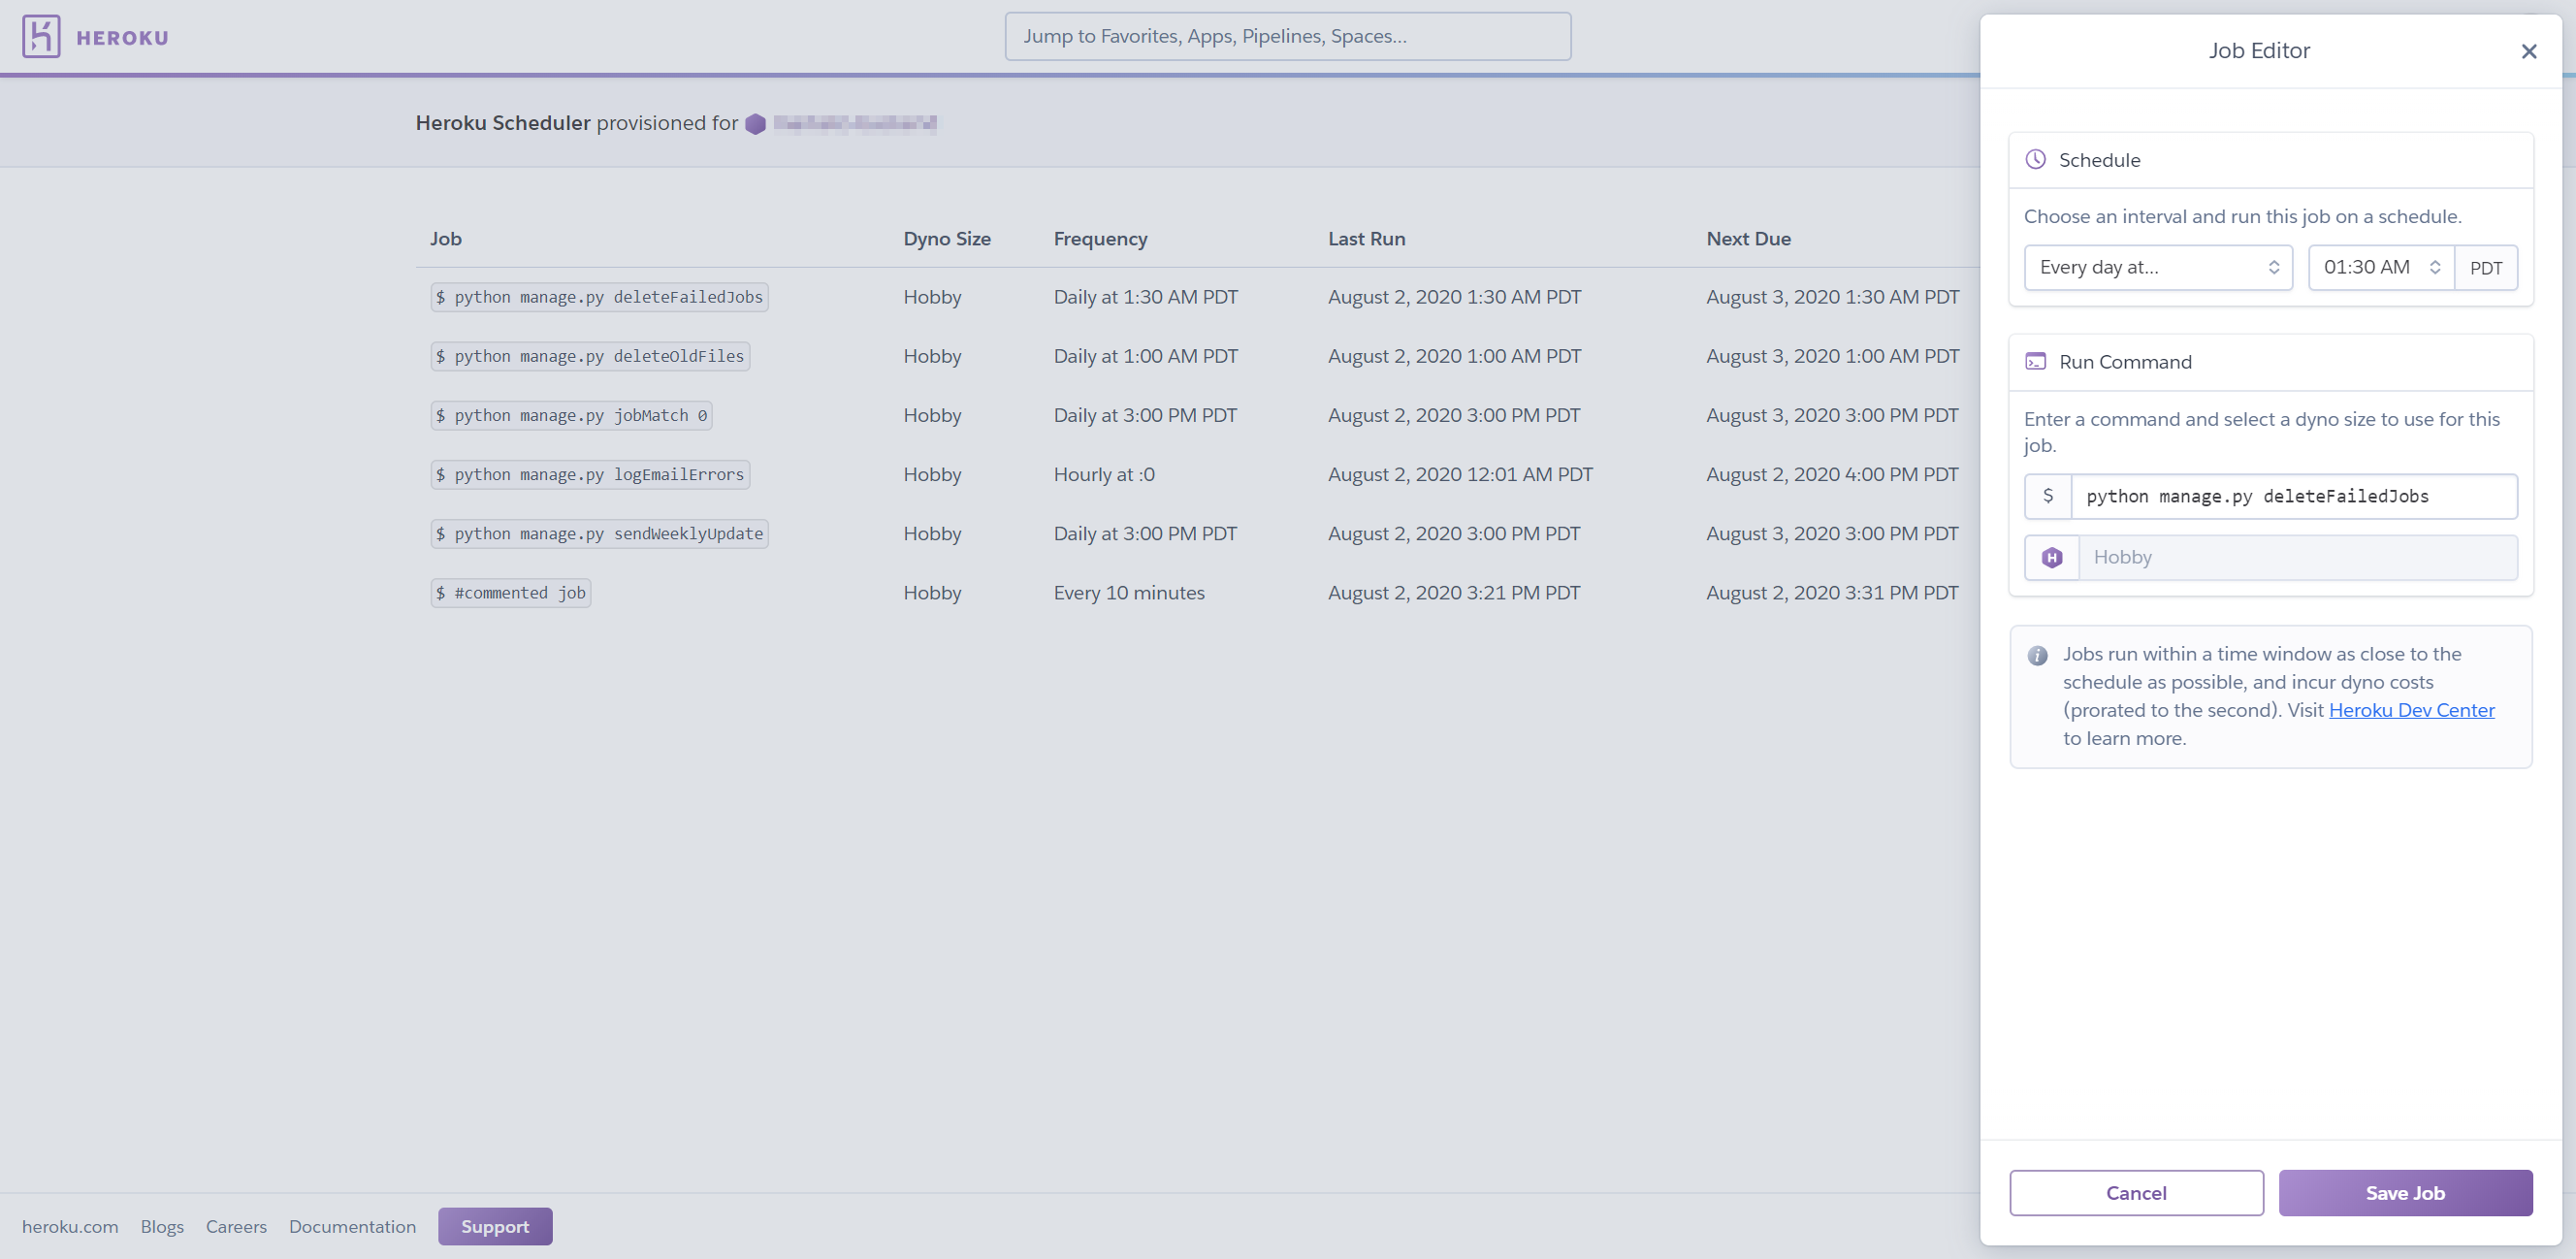 HEROKU
Jump to Favorites, Apps, Pipelines, Spaces...
Heroku Scheduler provisioned for
Job Dyno Size Frequency Last Run Next Due
$ python manage.py deleteFailedJobs Hobby Daily at 1:30 AM PDT August 2, 2020 1:30 AM PDT August 3, 2020 1:30 AM PDT
$ python manage.py deleteOldFiles Hobby Daily at 1:00 AM PDT August 2, 2020 1:00 AM PDT August 3, 2020 1:00 AM PDT
$ python manage.py jobMatch 0 Hobby Daily at 3:00 PM PDT August 2, 2020 3:00 PM PDT August 3, 2020 3:00 PM PDT
$ python manage.py logEmailErrors Hobby Hourly at :0 August 2, 2020 12:01 AM PDT August 2, 2020 4:00 PM PDT
$ python manage.py sendWeeklyUpdate Hobby Daily at 3:00 PM PDT August 2, 2020 3:00 PM PDT August 3, 2020 3:00 PM PDT
$ #commented job Hobby Every 10 minutes August 2, 2020 3:21 PM PDT August 2, 2020 3:31 PM PDT
heroku.com Blogs Careers Documentation Support
Job Editor
Schedule
Choose an interval and run this job on a schedule.
Every day at... 01:30 AM PDT
Run Command
Enter a command and select a dyno size to use for this
job.
$ python manage.py deleteFailedJobs
H Hobby
Jobs run within a time window as close to the
schedule as possible, and incur dyno costs
(prorated to the second). Visit Heroku Dev Center
to learn more.
Cancel Save Job